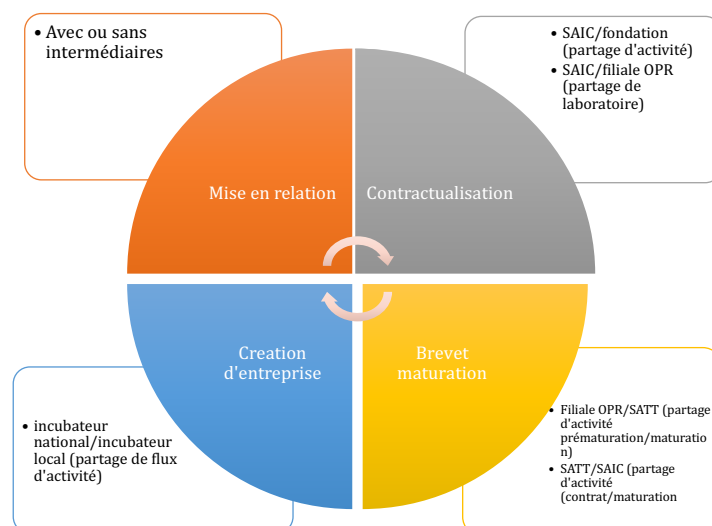 • Avec ou sans
intermédiaires
• SAIC/fondation
(partage d'activité)
• SAIC/filiale OPR
(partage de
laboratoire)
Mise en relation
Contractualisation
Creation
d'entreprise
Brevet
maturation
• incubateur
national/incubateur
local (partage de flux
d'activité)
• Filiale OPR/SATT (partage
d'activité
prématuration/maturatio
n)
• SATT/SAIC (partage
d'activité
(contrat/maturation